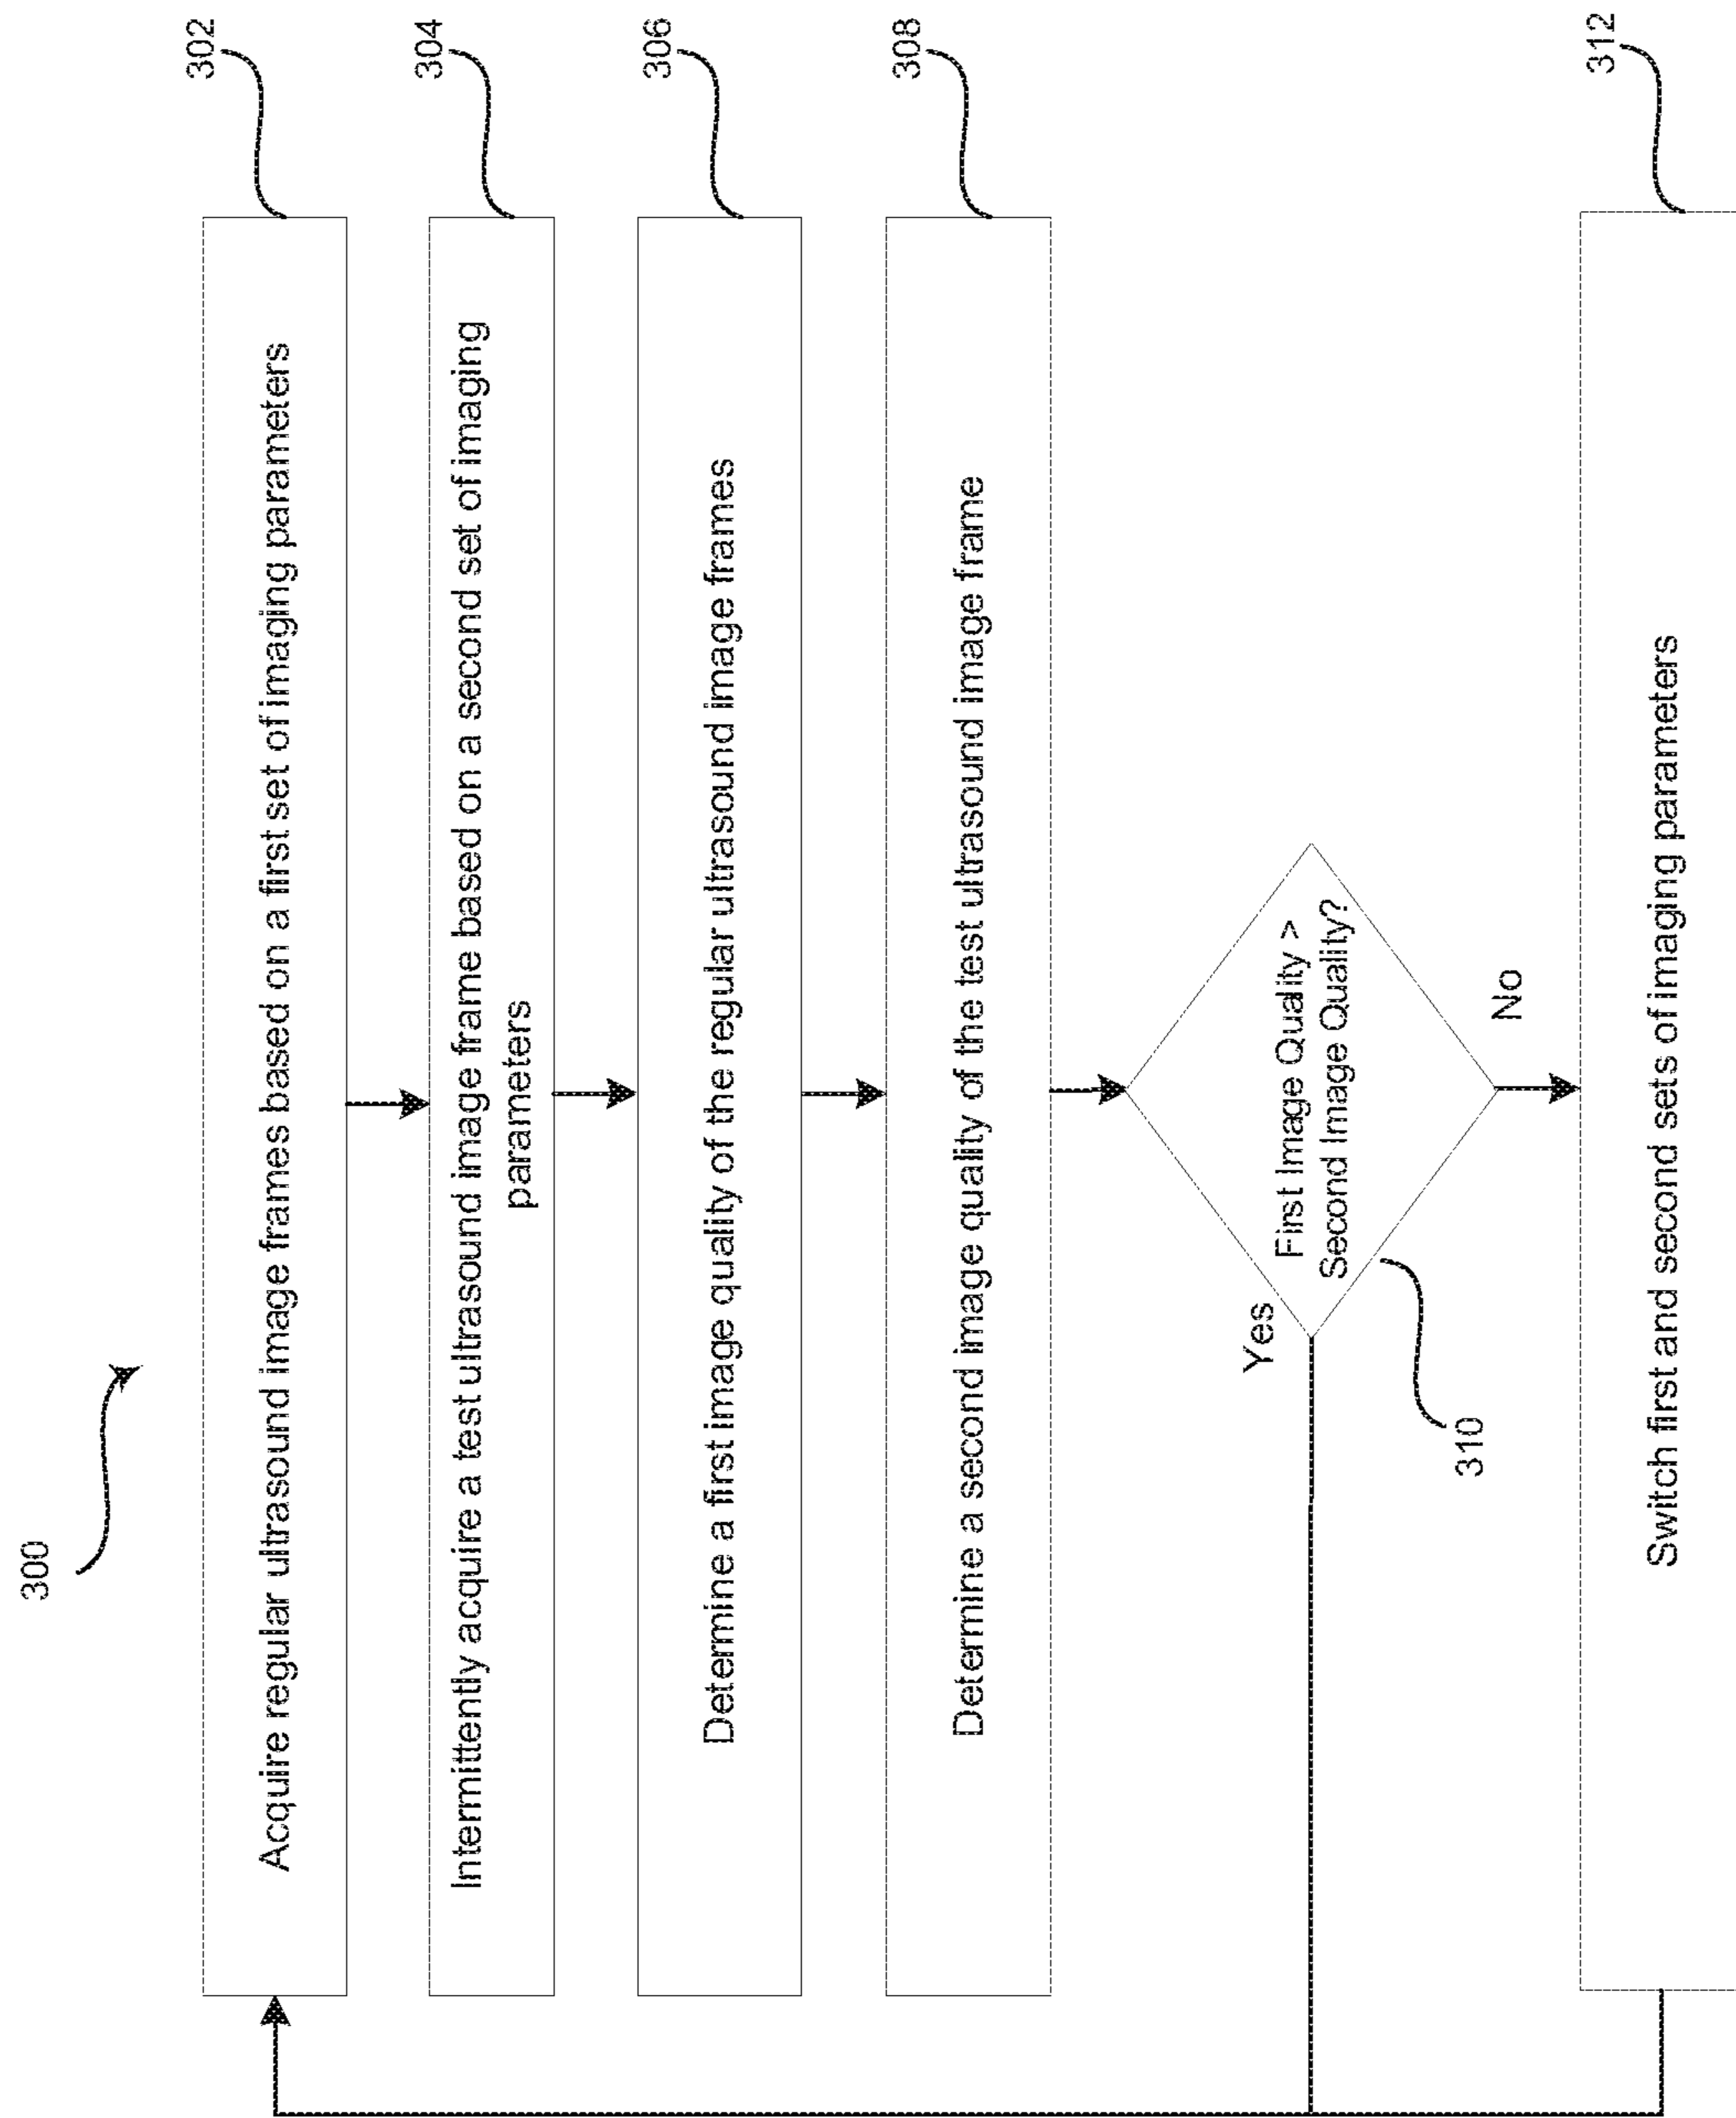 300
302
Acquire regular ultrasound image frames based on a first set of imaging parameters
304
Intermittently acquire a test ultrasound image frame based on a second set of imaging
parameters
306
Determine a first image quality of the regular ultrasound image frames
308
Determine a second image quality of the test ultrasound image frame
First Image Quality >
Second Image Quality?
Yes
No
310
312
Switch first and second sets of imaging parameters